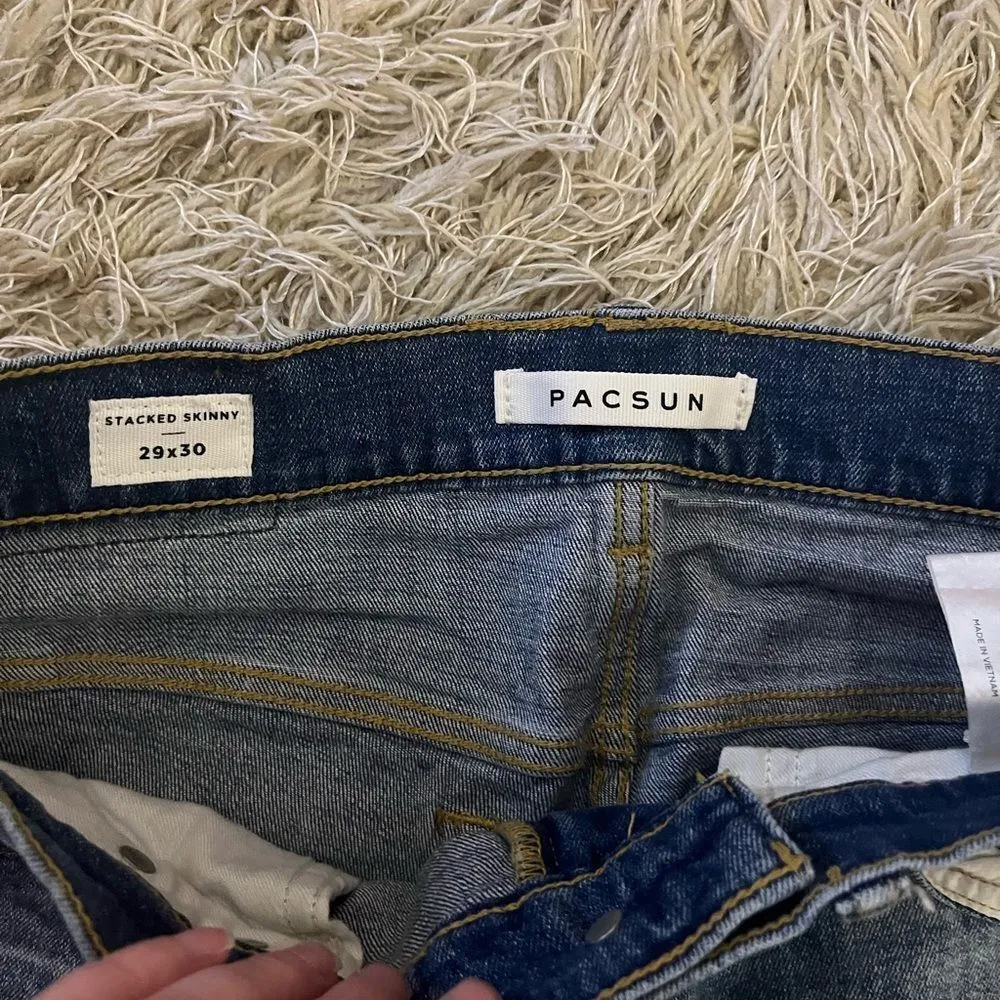 STACKED SKINNY
29x30
PACSUN
MADE IN VIETNAM